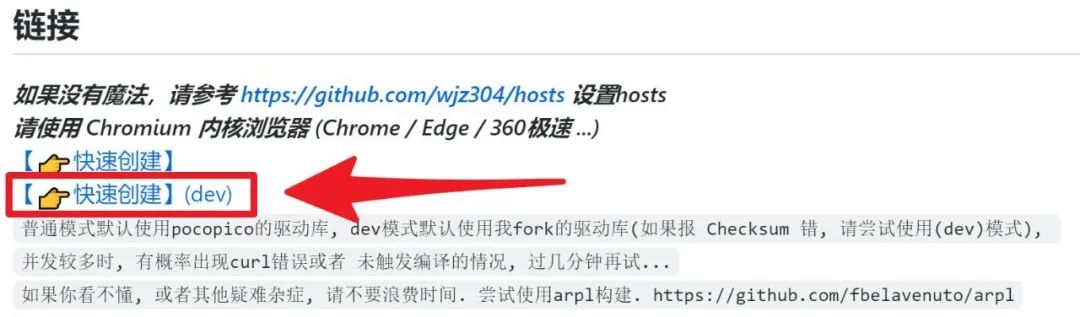 链接
如果没有魔法，请参考 https://github.com/wjz304/hosts 设置hosts
请使用 Chromium 内核浏览器 (Chrome / Edge / 360极速 ...)
【👉快速创建】
【👉快速创建】(dev)
普通模式默认使用pocopico的驱动库, dev模式默认使用我fork的驱动库(如果报 Checksum 错, 请尝试使用(dev)模式),
并发较多时, 有概率出现curl错误或者 未触发编译的情况, 过几分钟再试...
如果你看不懂, 或者其他疑难杂症, 请不要浪费时间. 尝试使用arpl构建. https://github.com/fbelavenuto/arpl